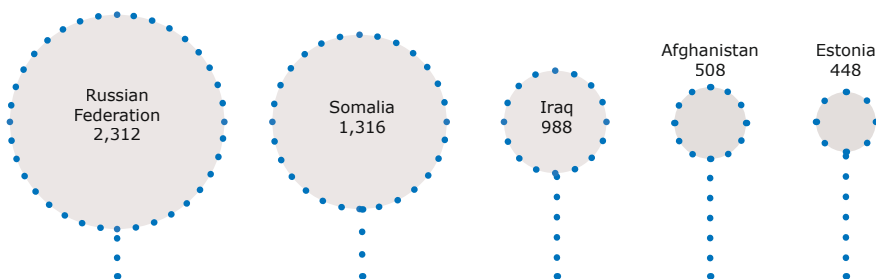 Russian
Federation
2,312
Somalia
1,316
Iraq
988
Afghanistan
508
Estonia
448